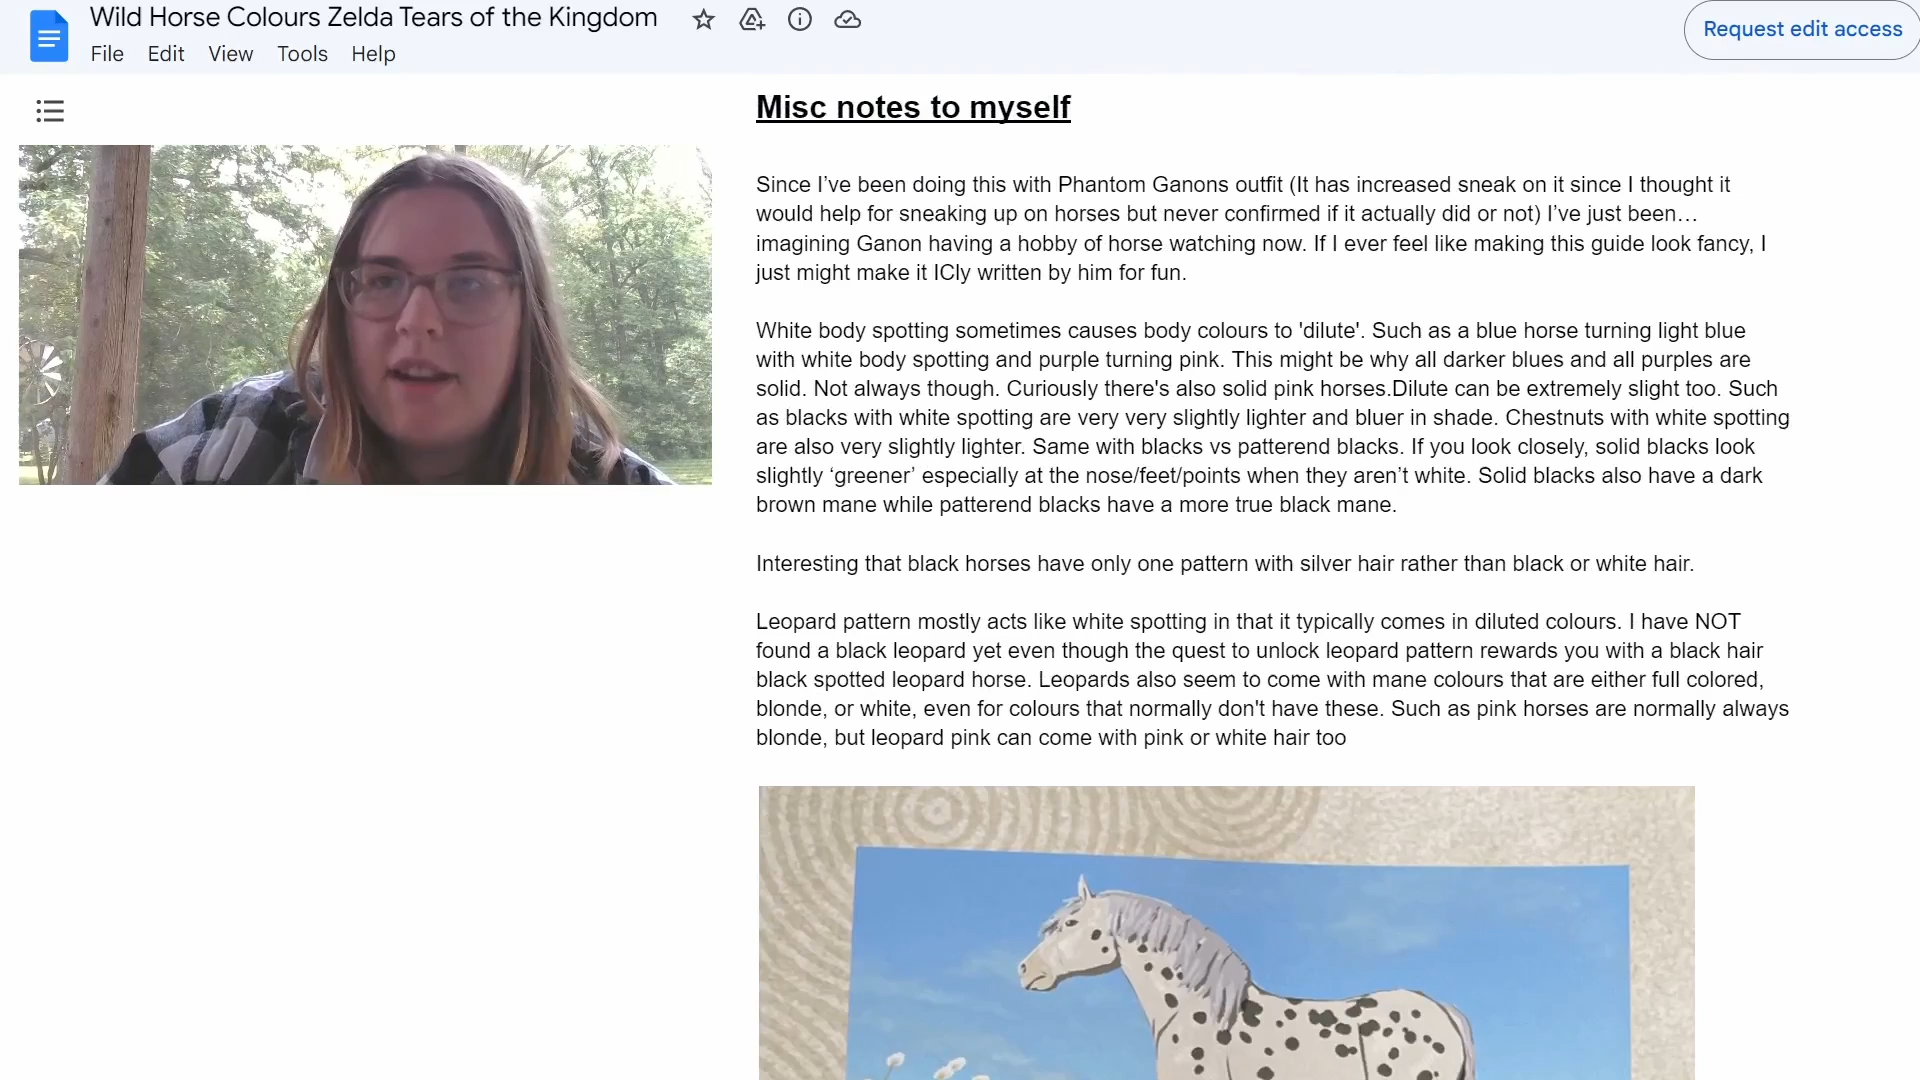 Wild Horse Colours Zelda Tears of the Kingdom
Request edit access
File Edit View Tools Help
Misc notes to myself
Since I’ve been doing this with Phantom Ganons outfit (It has increased sneak on it since I thought it
would help for sneaking up on horses but never confirmed if it actually did or not) I’ve just been…
imagining Ganon having a hobby of horse watching now. If I ever feel like making this guide look fancy, I
just might make it ICly written by him for fun.
White body spotting sometimes causes body colours to 'dilute'. Such as a blue horse turning light blue
with white body spotting and purple turning pink. This might be why all darker blues and all purples are
solid. Not always though. Curiously there's also solid pink horses.Dilute can be extremely slight too. Such
as blacks with white spotting are very very slightly lighter and bluer in shade. Chestnuts with white spotting
are also very slightly lighter. Same with blacks vs patterend blacks. If you look closely, solid blacks look
slightly ‘greener’ especially at the nose/feet/points when they aren’t white. Solid blacks also have a dark
brown mane while patterend blacks have a more true black mane.
Interesting that black horses have only one pattern with silver hair rather than black or white hair.
Leopard pattern mostly acts like white spotting in that it typically comes in diluted colours. I have NOT
found a black leopard yet even though the quest to unlock leopard pattern rewards you with a black hair
black spotted leopard horse. Leopards also seem to come with mane colours that are either full colored,
blonde, or white, even for colours that normally don't have these. Such as pink horses are normally always
blonde, but leopard pink can come with pink or white hair too